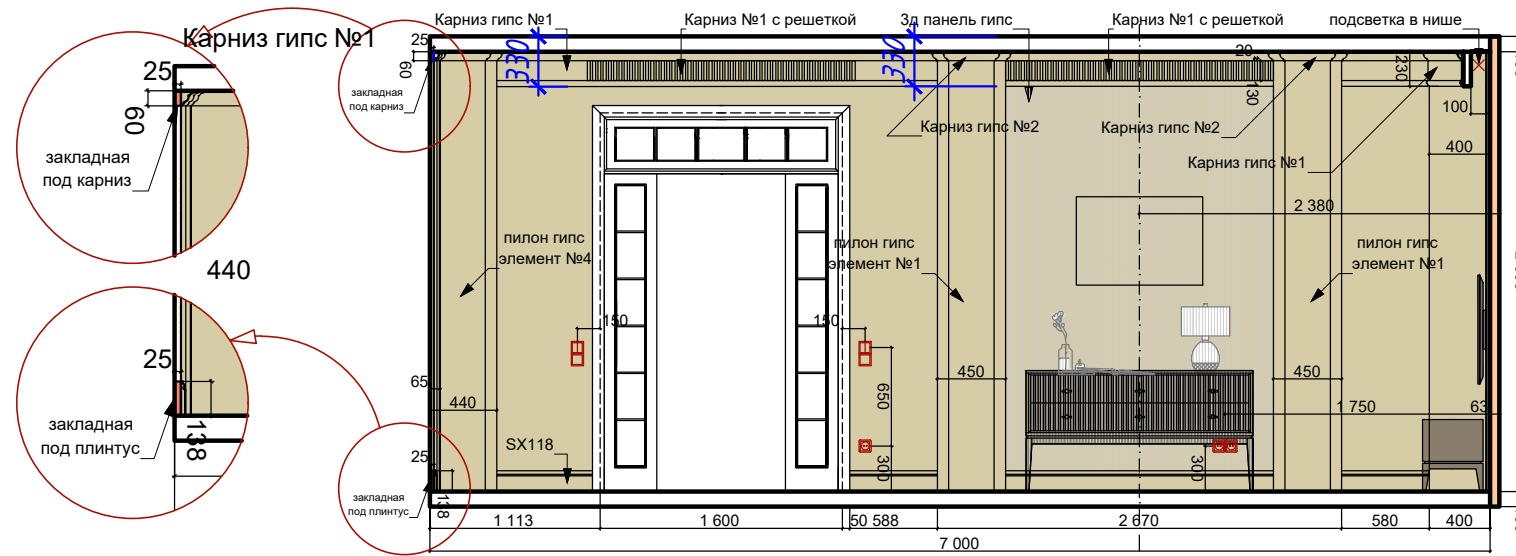 Карниз гипс №1
Карниз №1 с решеткой
3д панель гипс
Карниз №1 с решеткой
подсветка в нише
Карниз гипс №1
25
60
закладная
под карниз
440
25
закладная
под плинтус
138
25
60
закладная
под карниз
330
330
20
130
230
100
400
Карниз гипс №2
Карниз гипс №2
Карниз гипс №1
2 380
пилон гипс
элемент №4
пилон гипс
элемент №1
пилон гипс
элемент №1
150
150
65
440
650
450
450
1 750
63
SX118
25
300
300
закладная
под плинтус
138
1 113
1 600
50
588
2 670
580
400
7 000